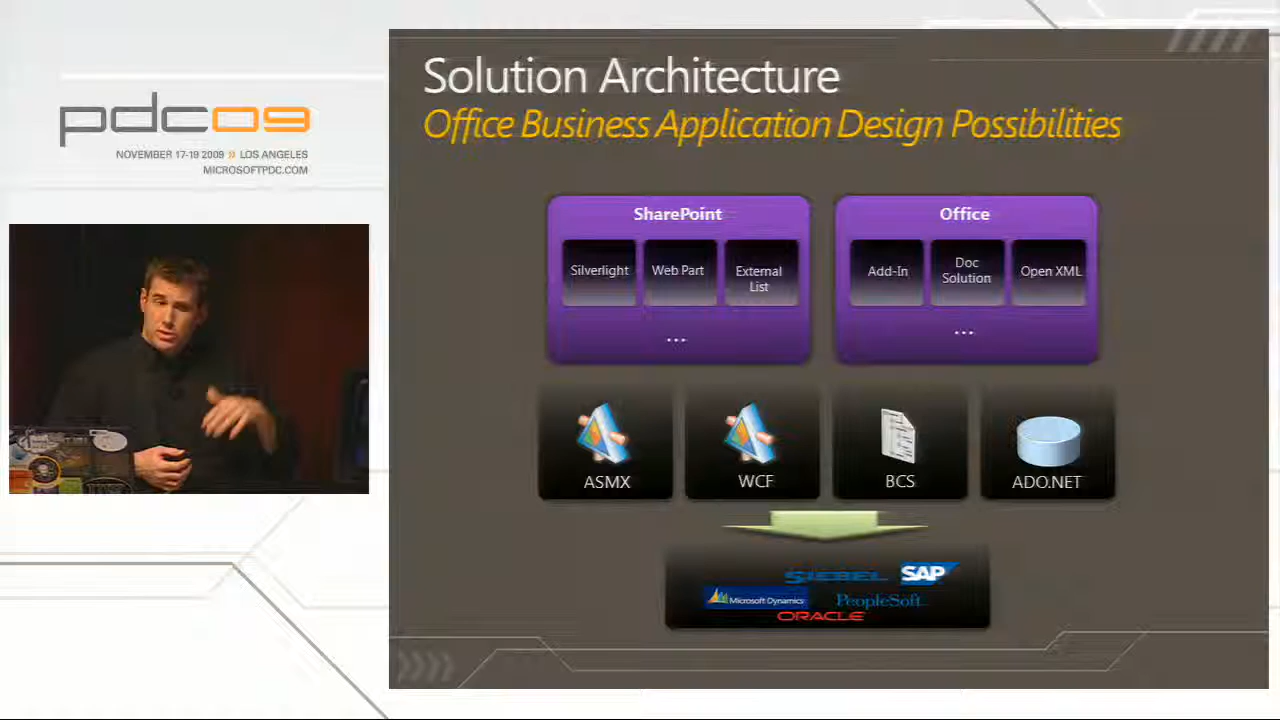 pdc09
NOVEMBER 17-19 2009 » LOS ANGELES
MICROSOFTPDC.COM
Solution Architecture
Office Business Application Design Possibilities
SharePoint
Silverlight
Web Part
External
List
...
Office
Add-In
Doc
Solution
Open XML
...
ASMX
WCF
BCS
ADO.NET
SIEBEL
SAP
Microsoft Dynamics
PeopleSoft
ORACLE